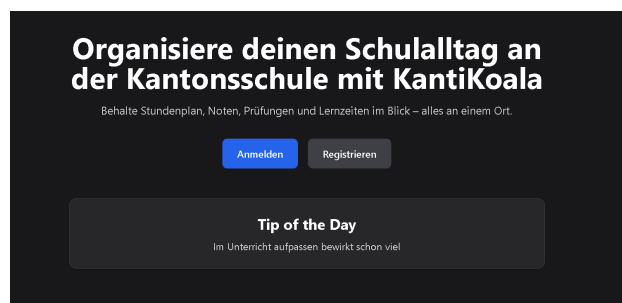 Organisiere deinen Schulalltag an
der Kantonsschule mit KantiKoala
Behalte Stundenplan, Noten, Prüfungen und Lernzeiten im Blick – alles an einem Ort.
Anmelden
Registrieren
Tip of the Day
Im Unterricht aufpassen bewirkt schon viel